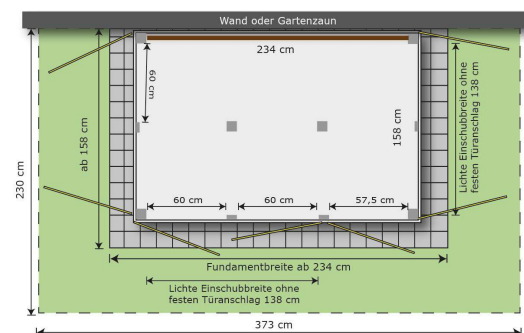 Wand oder Gartenzaun
234 cm
60 cm
158 cm
Lichte Einschubbreite ohne
festen Türanschlag 138 cm
ab 158 cm
230 cm
60 cm
60 cm
57,5 cm
Fundamentbreite ab 234 cm
Lichte Einschubbreite ohne
festen Türanschlag 138 cm
373 cm